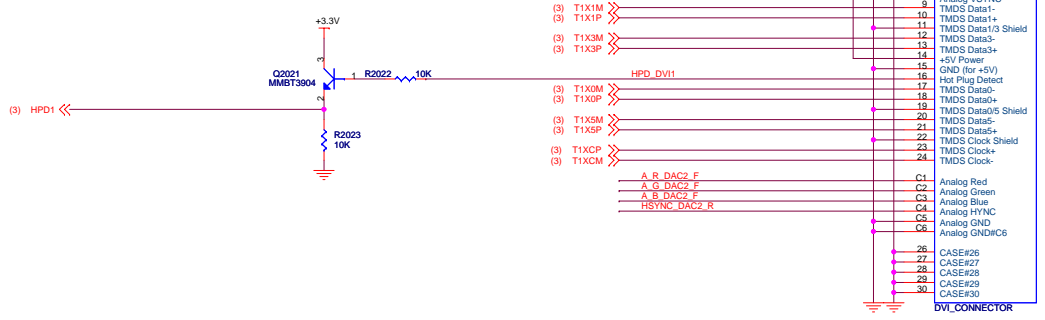 +3.3V
3
Q2021
MMBT3904
1
R2022
10K
HPD_DVI1
2
(3) HPD1
R2023
10K
(3) T1X1M
(3) T1X1P
(3) T1X3M
(3) T1X3P
(3) T1X0M
(3) T1X0P
(3) T1X5M
(3) T1X5P
(3) T1XCP
(3) T1XCM
A_R_DAC2_F
A_G_DAC2_F
A_B_DAC2_F
HSYNC_DAC2_R
9 TMDS Data1-
10 TMDS Data1+
11 TMDS Data1/3 Shield
12 TMDS Data3-
13 TMDS Data3+
14 +5V Power
15 GND (for +5V)
16 Hot Plug Detect
17 TMDS Data0-
18 TMDS Data0+
19 TMDS Data0/5 Shield
20 TMDS Data5-
21 TMDS Data5+
22 TMDS Clock Shield
23 TMDS Clock+
24 TMDS Clock-
C1 Analog Red
C2 Analog Green
C3 Analog Blue
C4 Analog HYNC
C5 Analog GND
C6 Analog GND#C6
26 CASE#26
27 CASE#27
28 CASE#28
29 CASE#29
30 CASE#30
DVI_CONNECTOR